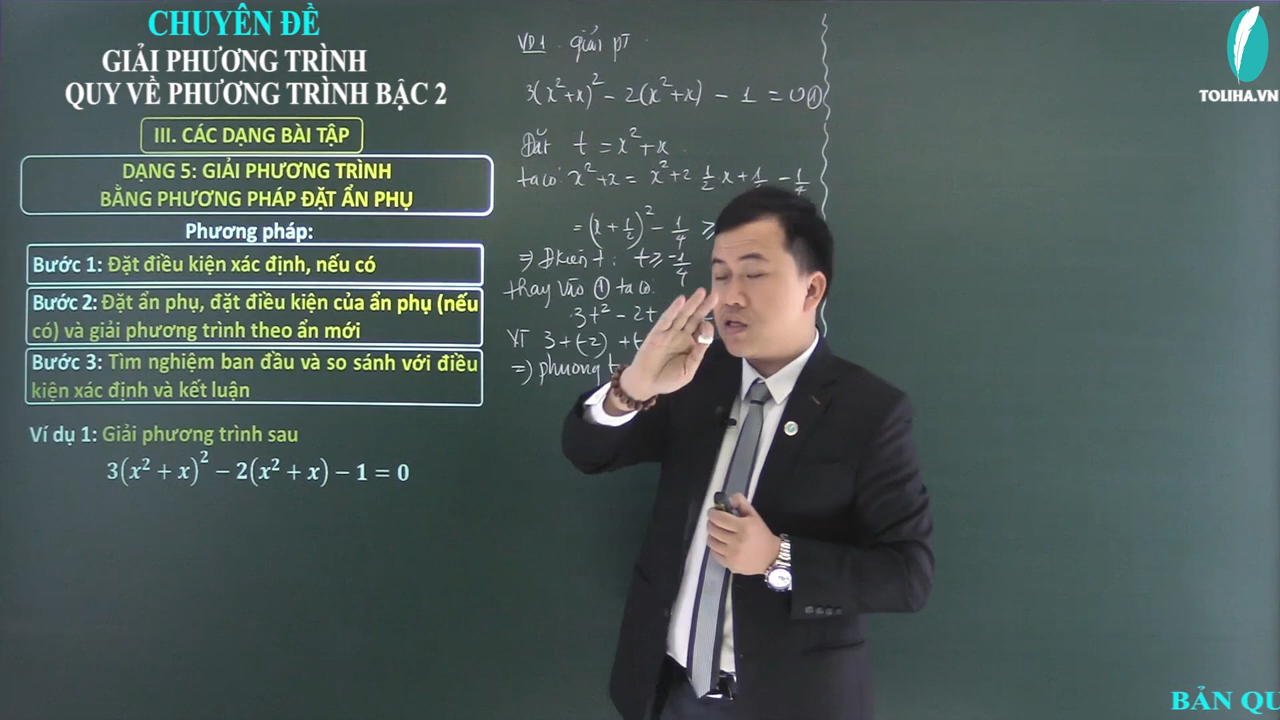 CHUYÊN ĐỀ
GIẢI PHƯƠNG TRÌNH
QUY VỀ PHƯƠNG TRÌNH BẬC 2
III. CÁC DẠNG BÀI TẬP
DẠNG 5: GIẢI PHƯƠNG TRÌNH
BẰNG PHƯƠNG PHÁP ĐẶT ẨN PHỤ
Phương pháp:
Bước 1: Đặt điều kiện xác định, nếu có
Bước 2: Đặt ẩn phụ, đặt điều kiện của ẩn phụ (nếu
có) và giải phương trình theo ẩn mới
Bước 3: Tìm nghiệm ban đầu và so sánh với điều
kiện xác định và kết luận
Ví dụ 1: Giải phương trình sau
3(x² + x)² − 2(x² + x) − 1 = 0
VD1. giải pT
3(x²+x)² - 2(x²+x) - 1 = 0 ①
Đặt t = x²+x
ta có: x²+x = x²+2 1/2 x + 1/ - 1/4
= (x + 1/2)² - 1/4 ≥
=> Đkiện t: t ≥ -1/4
thay vào ① ta có:
3t² - 2t
Vì 3+(-2)
=> phương
TOLIHA.VN
BẢN QU